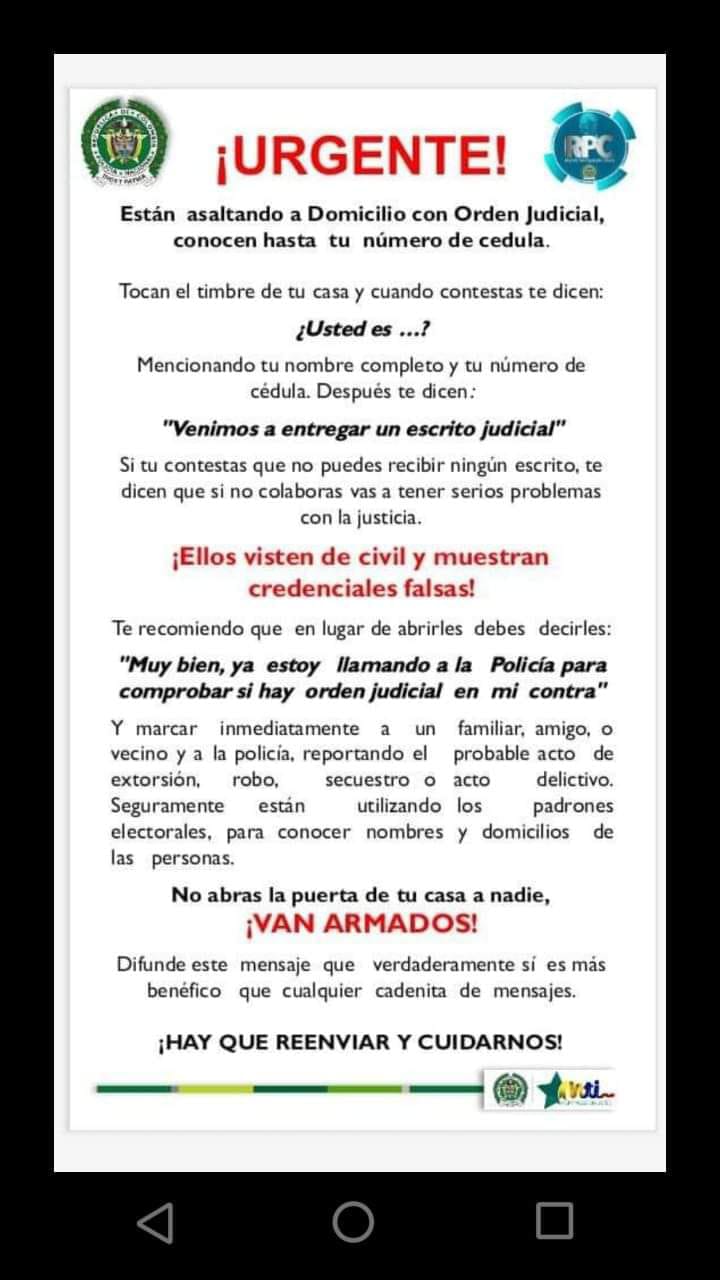 ¡URGENTE!
RPC
Están asaltando a Domicilio con Orden Judicial,
conocen hasta tu número de cedula.
Tocan el timbre de tu casa y cuando contestas te dicen:
¿Usted es ...?
Mencionando tu nombre completo y tu número de
cédula. Después te dicen:
"Venimos a entregar un escrito judicial"
Si tu contestas que no puedes recibir ningún escrito, te
dicen que si no colaboras vas a tener serios problemas
con la justicia.
¡Ellos visten de civil y muestran
credenciales falsas!
Te recomiendo que en lugar de abrirles debes decirles:
"Muy bien, ya estoy llamando a la Policía para
comprobar si hay orden judicial en mi contra"
Y marcar inmediatamente a un familiar, amigo, o
vecino y a la policía, reportando el probable acto de
extorsión, robo, secuestro o acto delictivo.
Seguramente están utilizando los padrones
electorales, para conocer nombres y domicilios de
las personas.
No abras la puerta de tu casa a nadie,
¡VAN ARMADOS!
Difunde este mensaje que verdaderamente sí es más
benéfico que cualquier cadenita de mensajes.
¡HAY QUE REENVIAR Y CUIDARNOS!